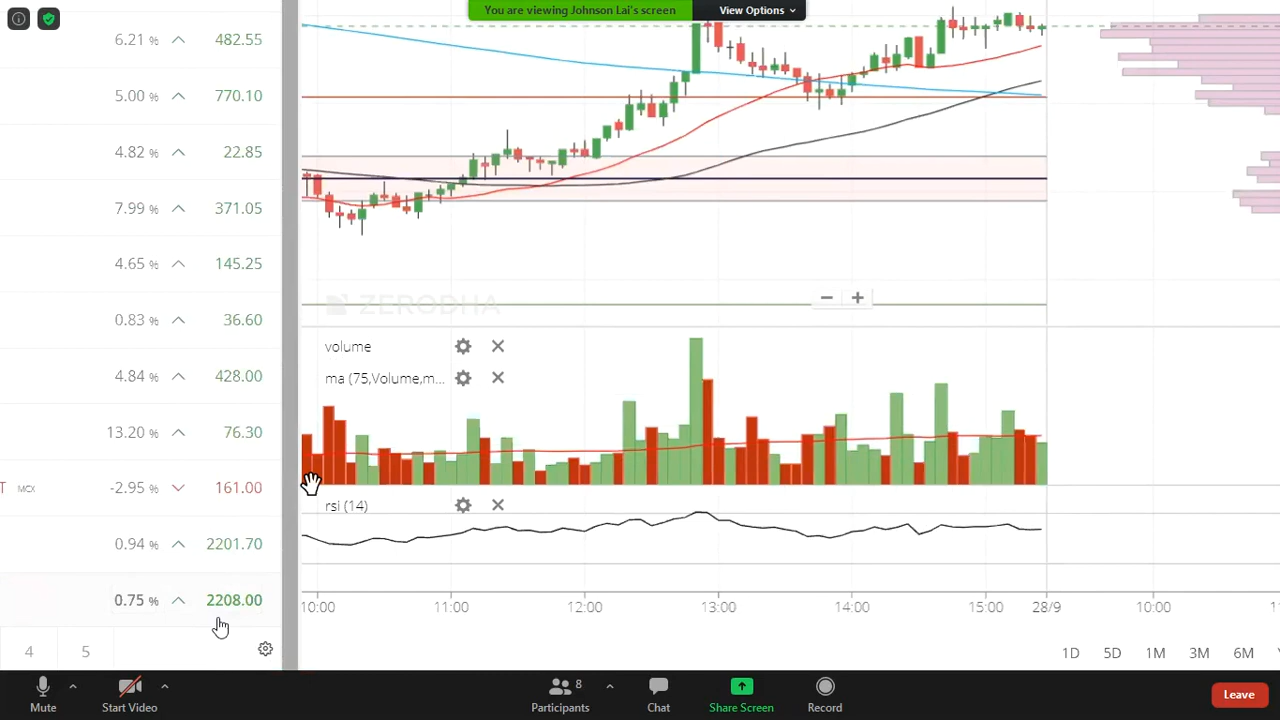 You are viewing Johnson Lai's screen View Options
6.21 % 482.55
770.10
4.82 % 22.85
7.99 % 371.05
4.65 % 145.25
0.83 % 36.60
4.84 % 428.00
13.20 % 76.30
T MCX -2.95 % 161.00
0.94 % 2201.70
0.75 % 2208.00
4 5
ZERODHA
volume
ma (75,Volume,m...
rsi (14)
10:00 11:00 12:00 13:00 14:00 15:00 28/9 10:00
1D 5D 1M 3M 6M
Mute Start Video Participants 8 Chat Share Screen Record Leave